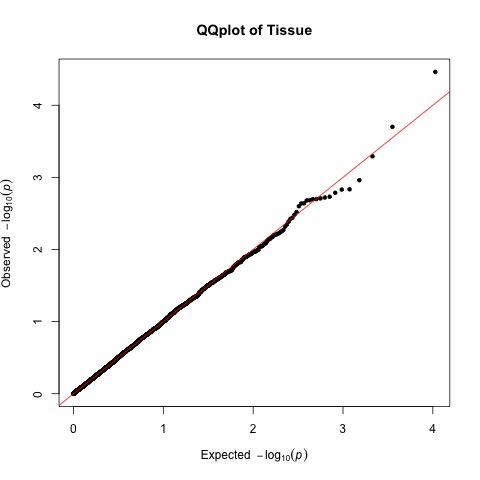 QQplot of Tissue
Observed −log10(p)
4
3
2
1
0
0 1 2 3 4
Expected −log10(p)